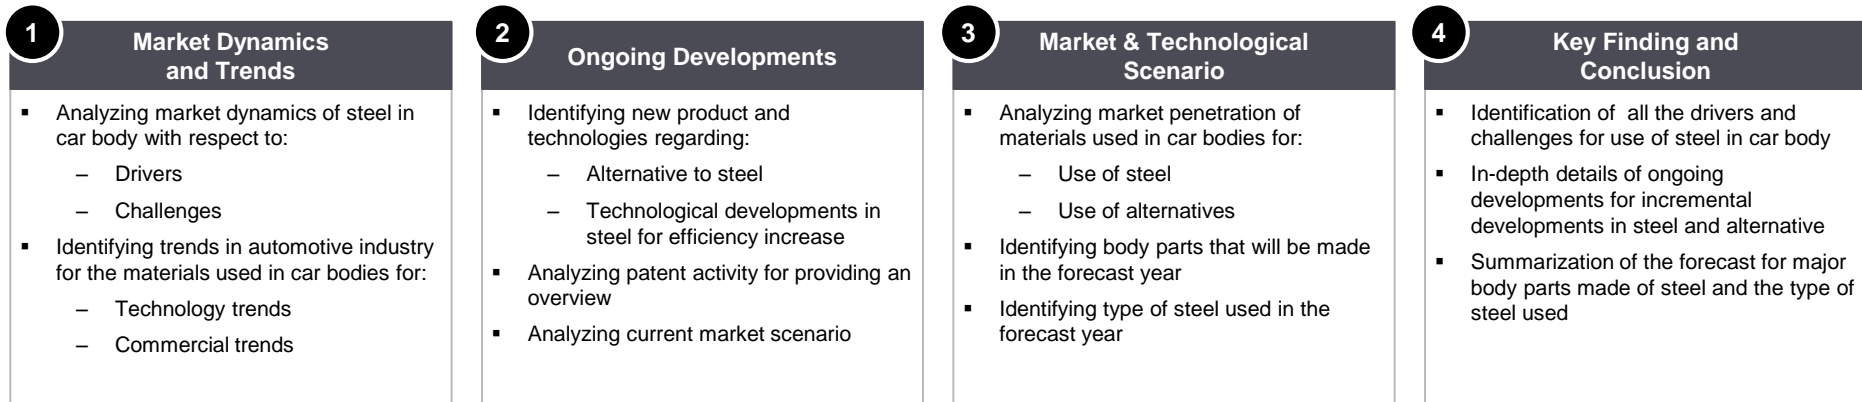 1
Market Dynamics
and Trends
▪ Analyzing market dynamics of steel in
car body with respect to:
– Drivers
– Challenges
▪ Identifying trends in automotive industry
for the materials used in car bodies for:
– Technology trends
– Commercial trends
2
Ongoing Developments
▪ Identifying new product and
technologies regarding:
– Alternative to steel
– Technological developments in
steel for efficiency increase
▪ Analyzing patent activity for providing an
overview
▪ Analyzing current market scenario
3
Market & Technological
Scenario
▪ Analyzing market penetration of
materials used in car bodies for:
– Use of steel
– Use of alternatives
▪ Identifying body parts that will be made
in the forecast year
▪ Identifying type of steel used in the
forecast year
4
Key Finding and
Conclusion
▪ Identification of  all the drivers and
challenges for use of steel in car body
▪ In-depth details of ongoing
developments for incremental
developments in steel and alternative
▪ Summarization of the forecast for major
body parts made of steel and the type of
steel used